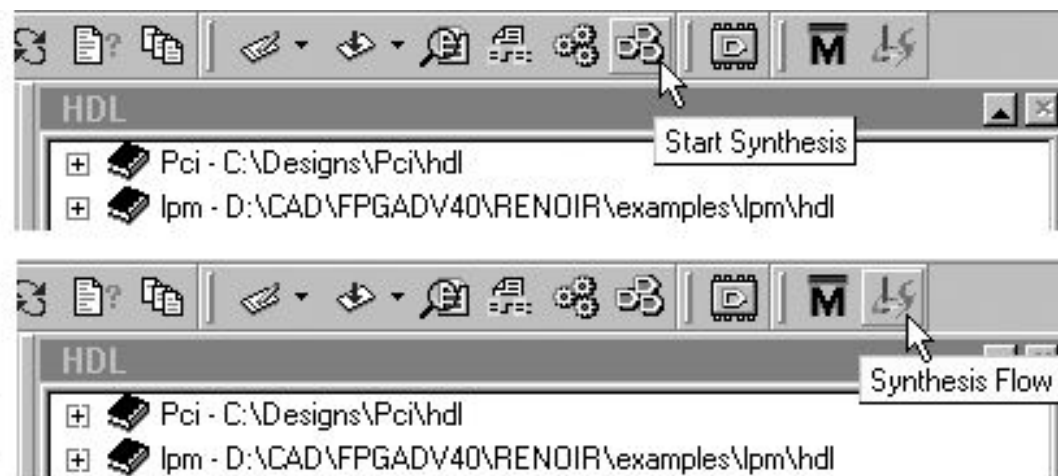 M
HDL
Start Synthesis
Pci - C:\Designs\Pci\hdl
lpm - D:\CAD\FPGADV40\RENOIR\examples\lpm\hdl
M
HDL
Synthesis Flow
Pci - C:\Designs\Pci\hdl
lpm - D:\CAD\FPGADV40\RENOIR\examples\lpm\hdl